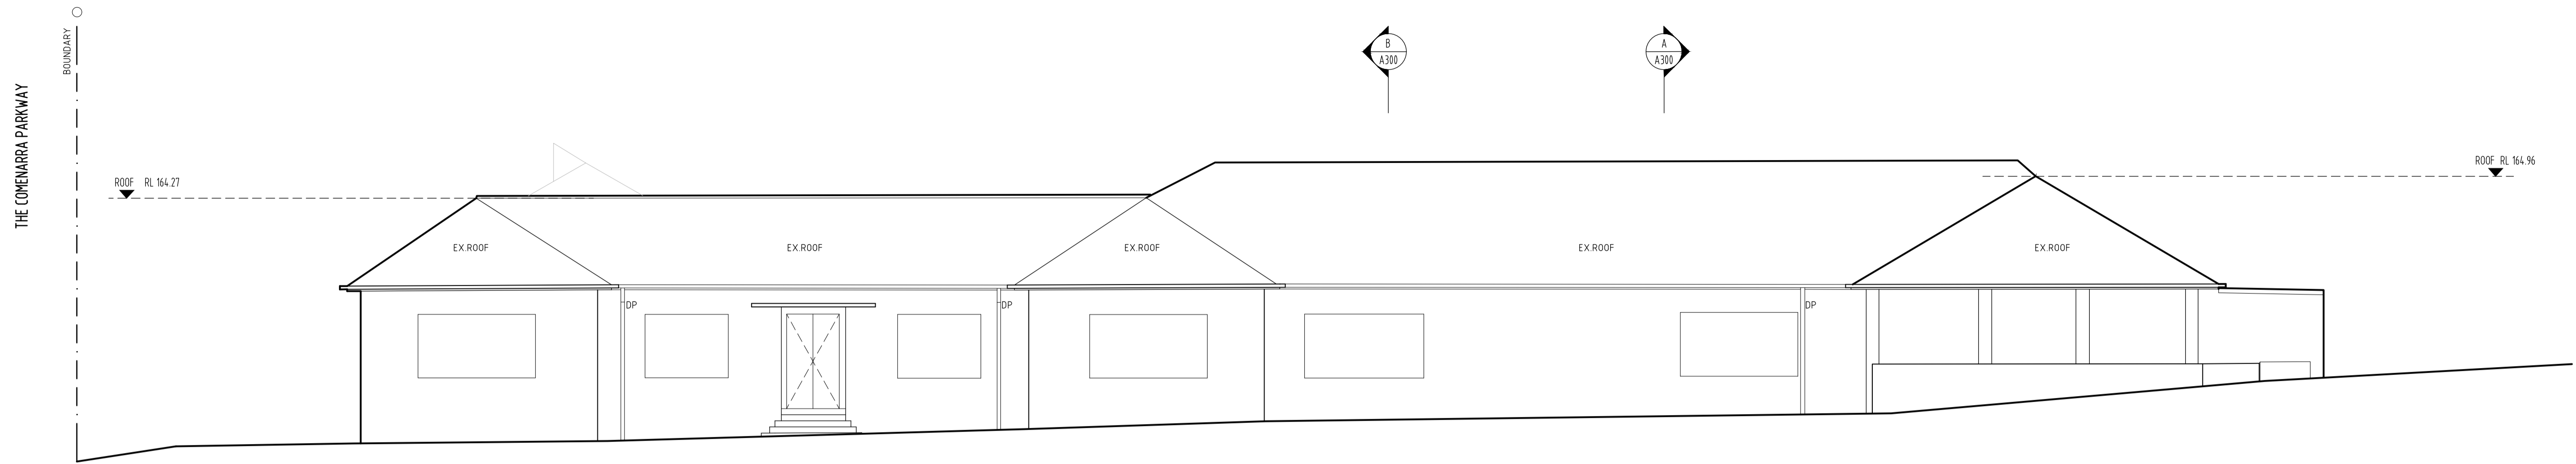 THE COMENARRA PARKWAY
BOUNDARY
B
A300
A
A300
ROOF RL 164.27
ROOF RL 164.96
EX.ROOF
EX.ROOF
EX.ROOF
EX.ROOF
EX.ROOF
DP
DP
DP